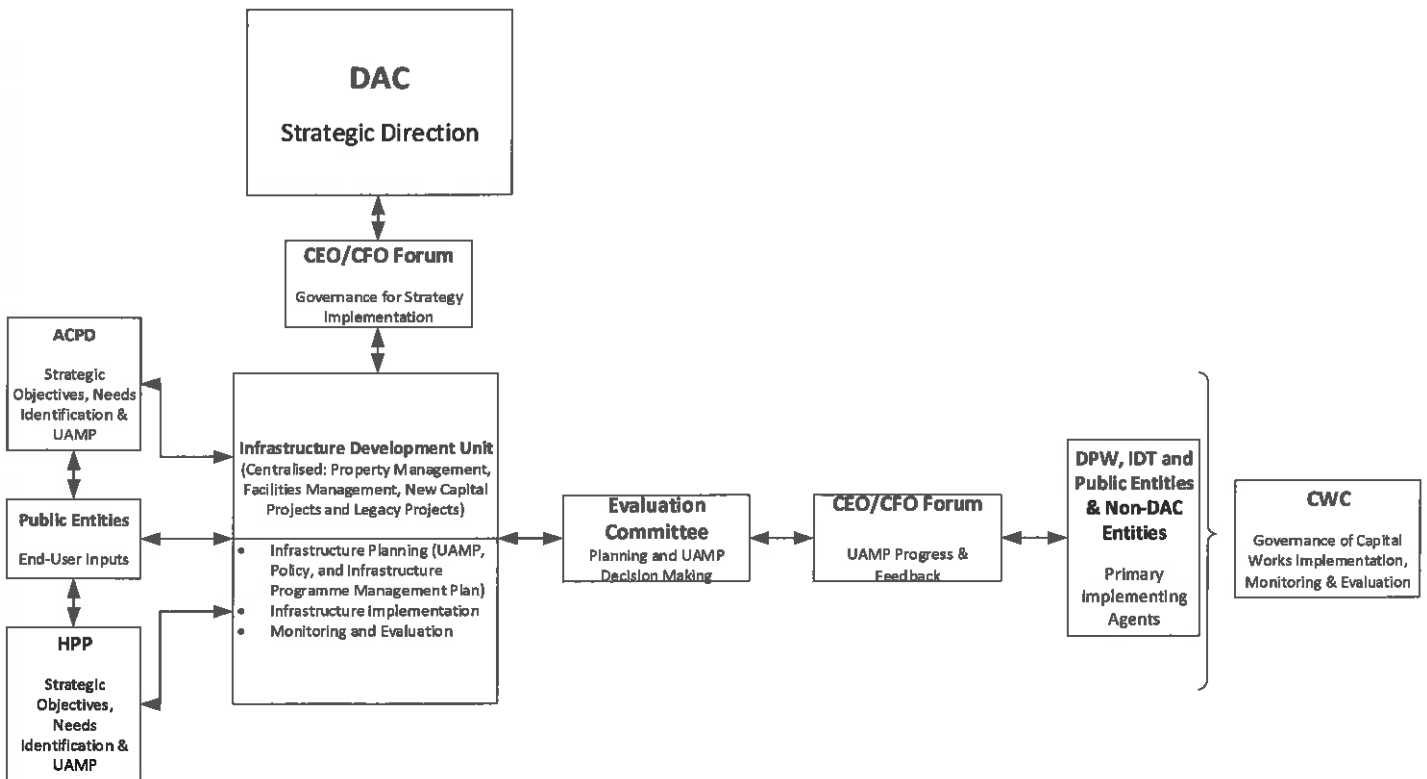 DAC
Strategic Direction
CEO/CFO Forum
Governance for Strategy
Implementation
ACPD
Strategic
Objectives, Needs
Identification &
UAMP
Public Entities
End-User Inputs
HPP
Strategic
Objectives,
Needs
Identification &
UAMP
Infrastructure Development Unit
(Centralised: Property Management,
Facilities Management, New Capital
Projects and Legacy Projects)
• Infrastructure Planning (UAMP,
Policy, and Infrastructure
Programme Management Plan)
• Infrastructure Implementation
• Monitoring and Evaluation
Evaluation
Committee
Planning and UAMP
Decision Making
CEO/CFO Forum
UAMP Progress &
Feedback
DPW, IDT and
Public Entities
& Non-DAC
Entities
Primary
Implementing
Agents
CWC
Governance of Capital
Works Implementation,
Monitoring & Evaluation